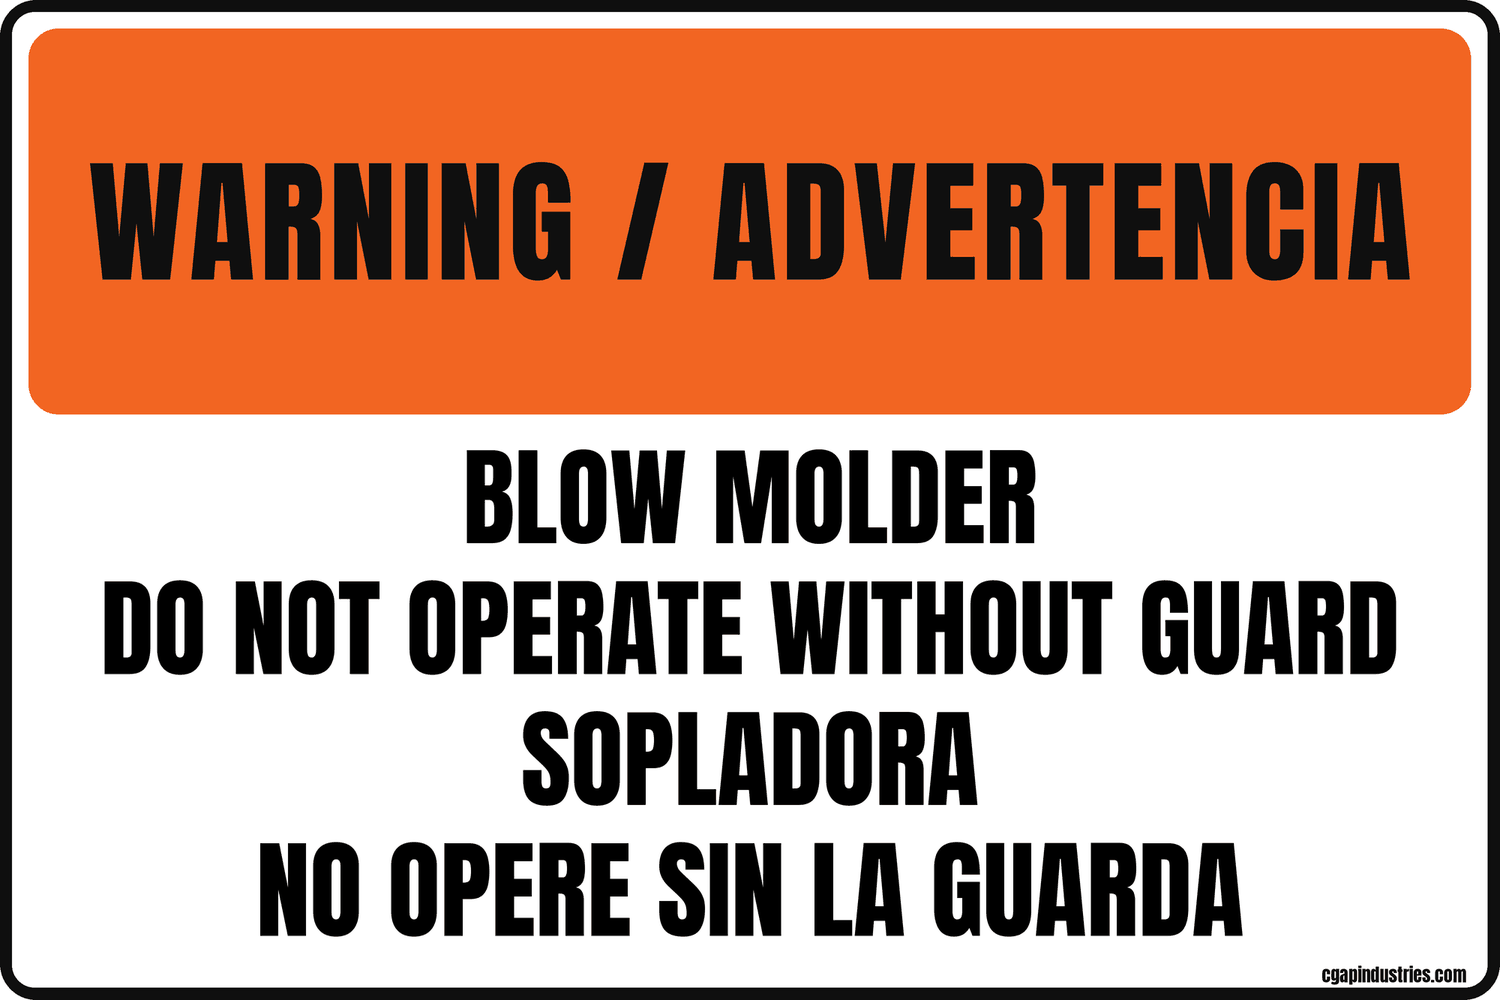 WARNING / ADVERTENCIA
BLOW MOLDER
DO NOT OPERATE WITHOUT GUARD
SOPLADORA
NO OPERE SIN LA GUARDA
cgapindustries.com